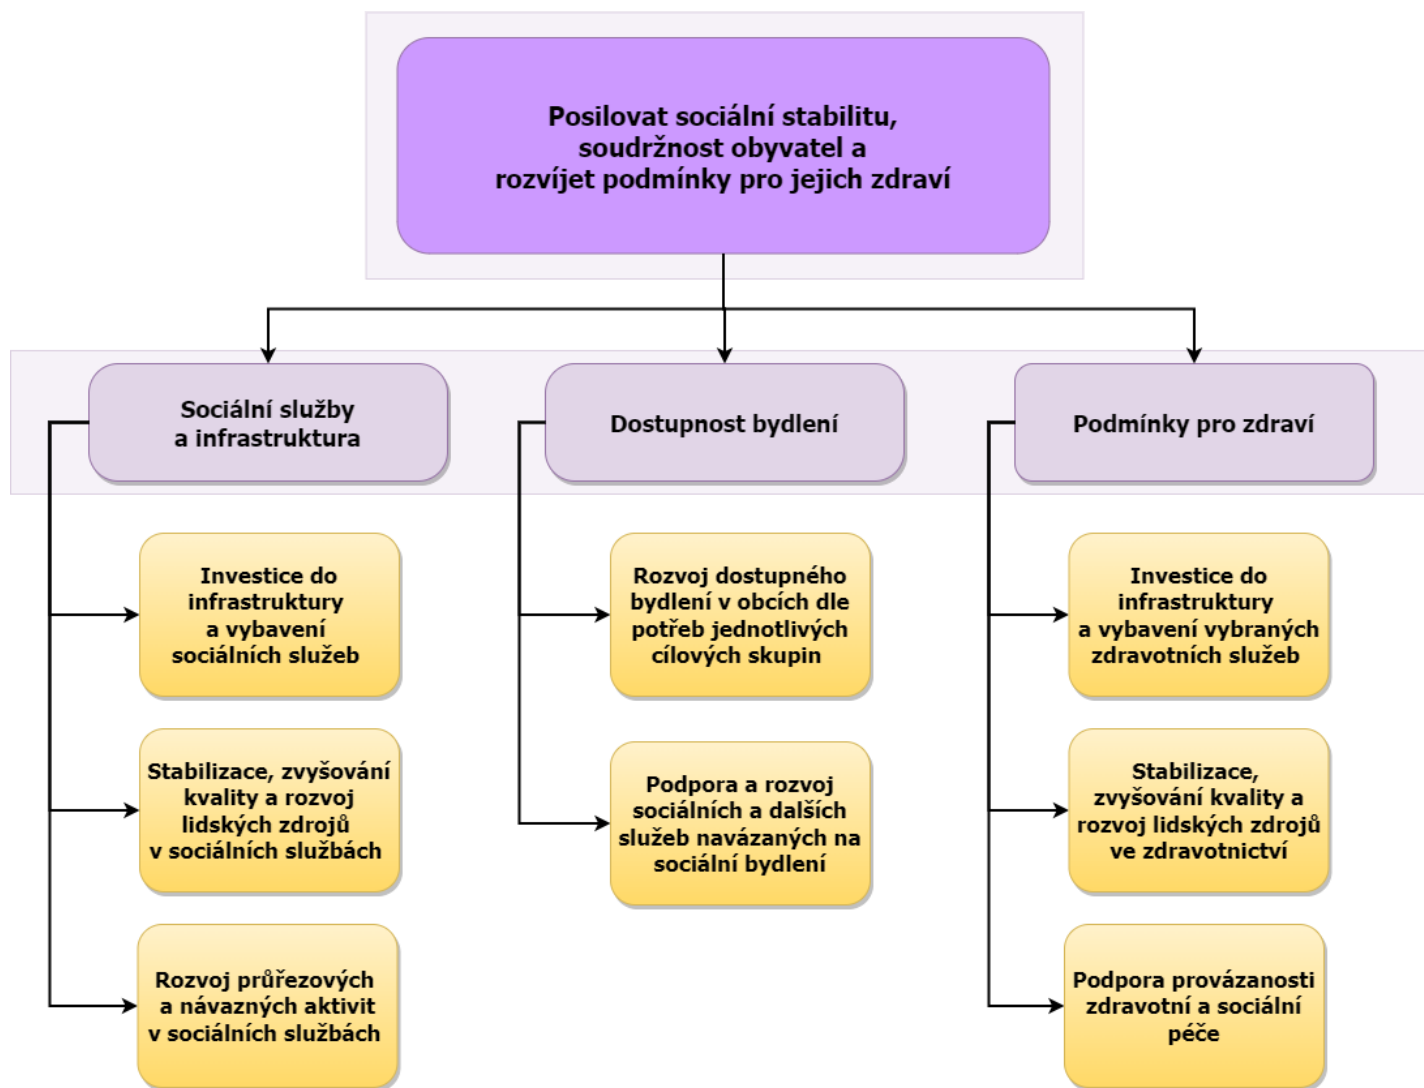 Posilovat sociální stabilitu,
soudržnost obyvatel a
rozvíjet podmínky pro jejich zdraví
Sociální služby
a infrastruktura
Investice do
infrastruktury
a vybavení
sociálních služeb
Stabilizace, zvyšování
kvality a rozvoj
lidských zdrojů
v sociálních službách
Rozvoj průřezových
a návazných aktivit
v sociálních službách
Dostupnost bydlení
Rozvoj dostupného
bydlení v obcích dle
potřeb jednotlivých
cílových skupin
Podpora a rozvoj
sociálních a dalších
služeb navázaných na
sociální bydlení
Podmínky pro zdraví
Investice do
infrastruktury
a vybavení vybraných
zdravotních služeb
Stabilizace,
zvyšování kvality a
rozvoj lidských zdrojů
ve zdravotnictví
Podpora provázanosti
zdravotní a sociální
péče